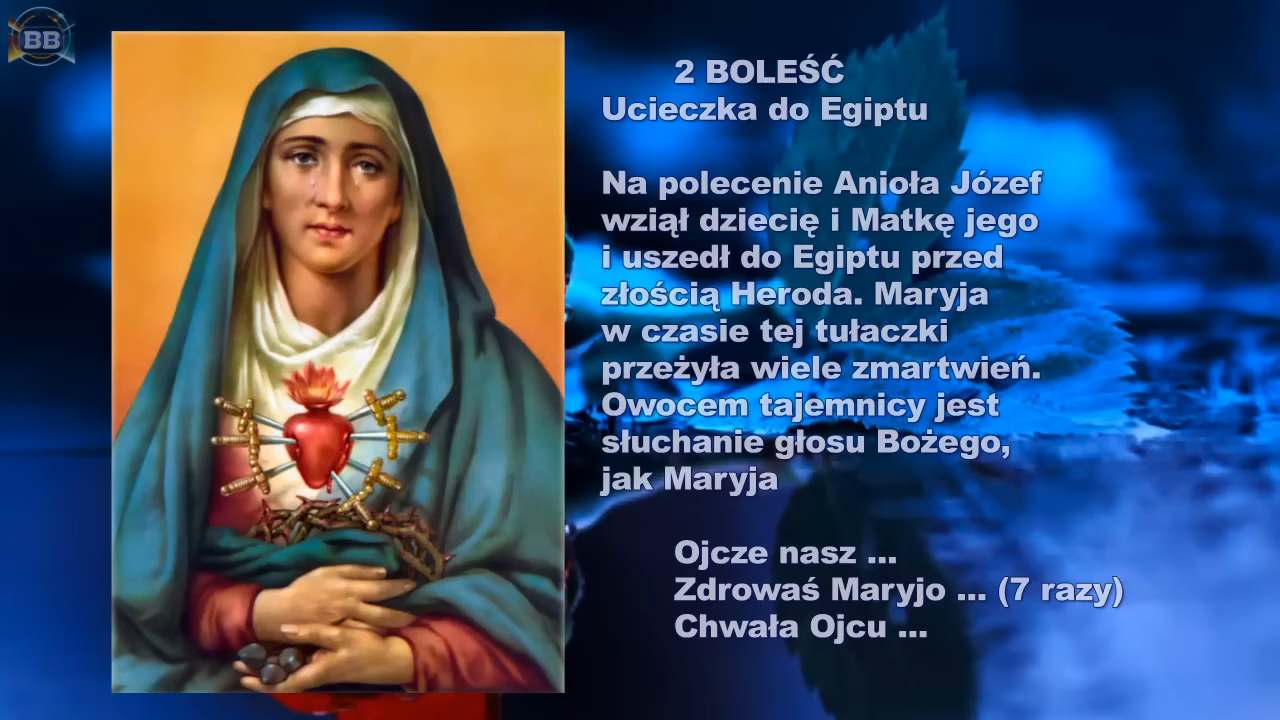 BB
2 BOLEŚĆ
Ucieczka do Egiptu
Na polecenie Anioła Józef
wziął dziecię i Matkę jego
i uszedł do Egiptu przed
złością Heroda. Maryja
w czasie tej tułaczki
przeżyła wiele zmartwień.
Owocem tajemnicy jest
słuchanie głosu Bożego,
jak Maryja
Ojcze nasz ...
Zdrowaś Maryjo ... (7 razy)
Chwała Ojcu ...